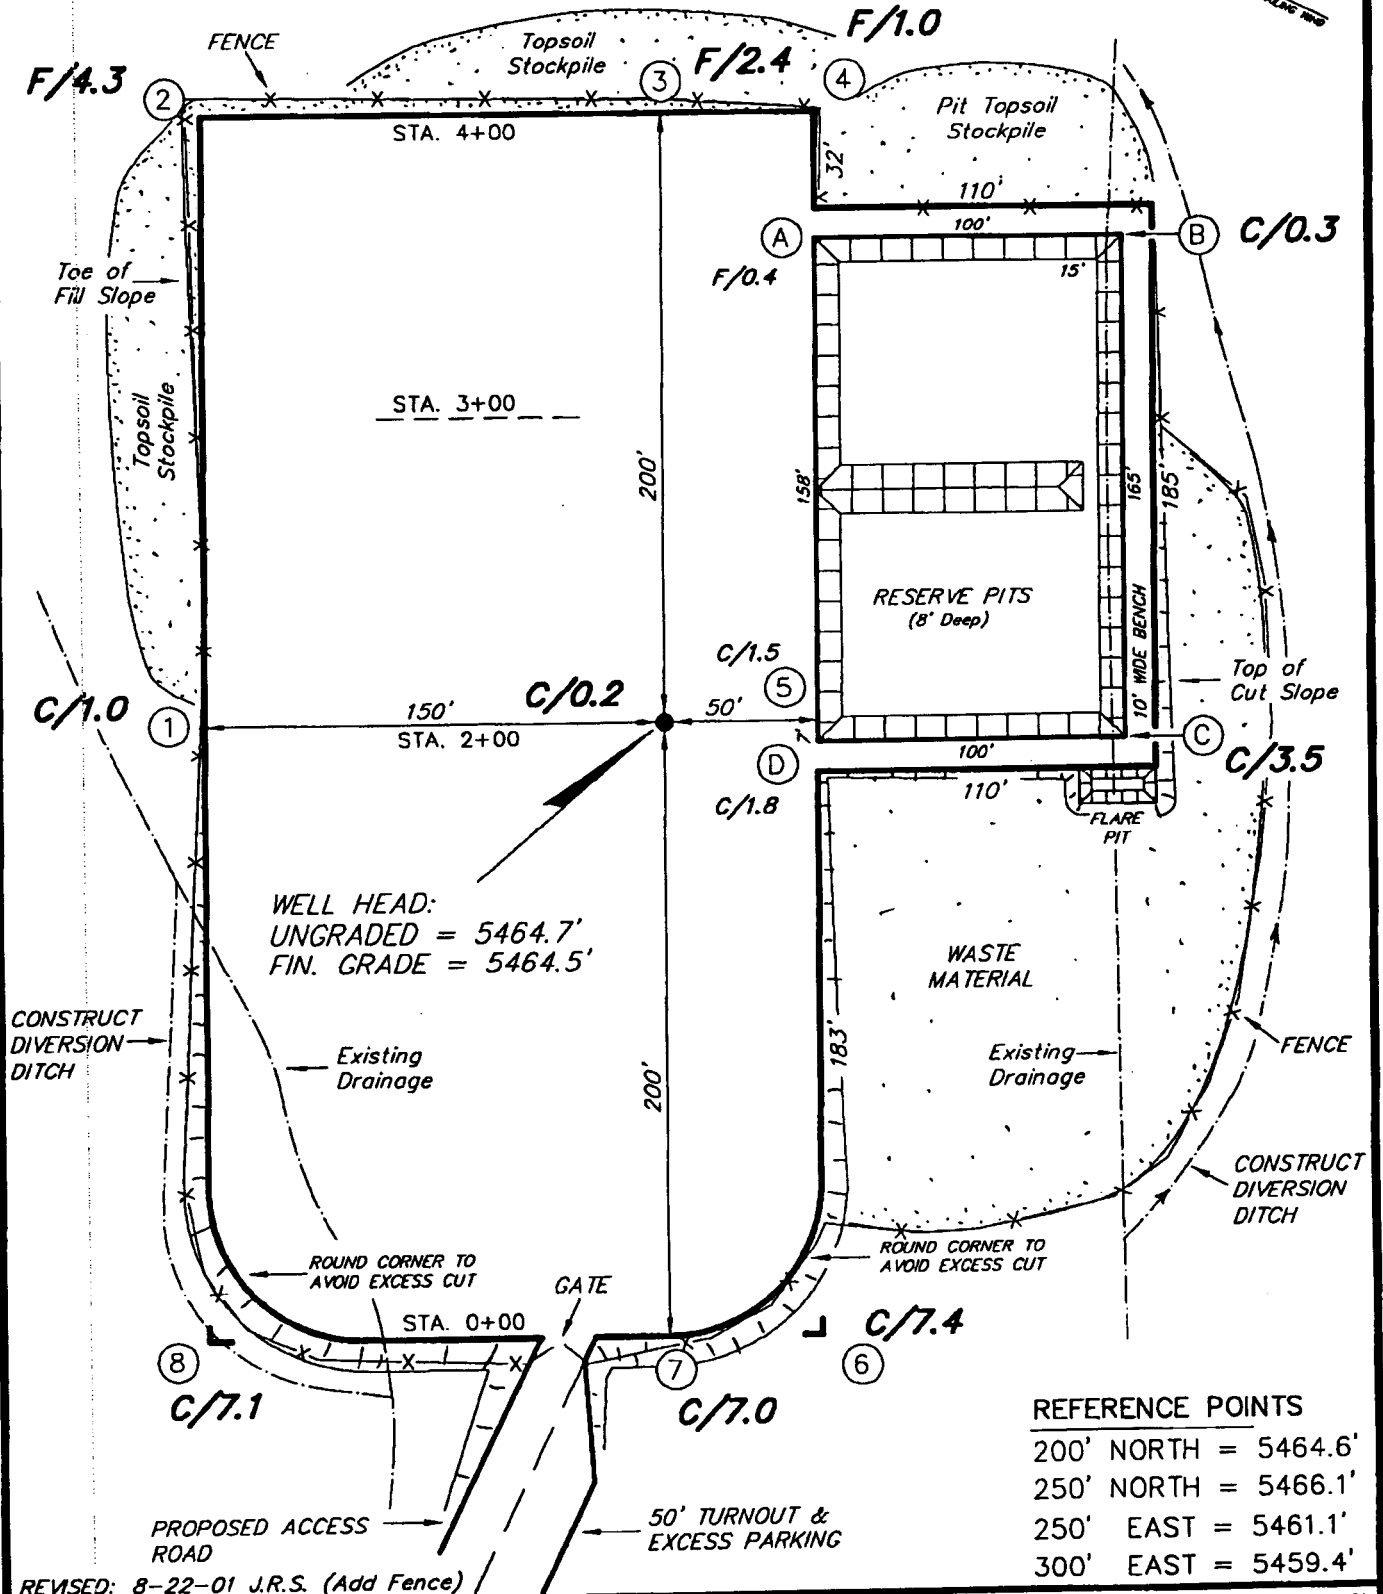 F/1.0
FENCE
Topsoil
Stockpile
3
F/2.4
4
F/4.3
2
Pit Topsoil
Stockpile
STA. 4+00
32'
110'
100'
A
B
C/0.3
F/0.4
15'
Toe of
Fill Slope
Topsoil
Stockpile
STA. 3+00
200'
158'
165'
185'
RESERVE PITS
(8' Deep)
10' WIDE BENCH
C/1.5
5
Top of
Cut Slope
C/1.0
1
150'
STA. 2+00
C/0.2
50'
7'
100'
C
C/3.5
D
C/1.8
110'
FLARE
PIT
WELL HEAD:
UNGRADED = 5464.7'
FIN. GRADE = 5464.5'
WASTE
MATERIAL
CONSTRUCT
DIVERSION
DITCH
Existing
Drainage
200'
183'
Existing
Drainage
FENCE
CONSTRUCT
DIVERSION
DITCH
ROUND CORNER TO
AVOID EXCESS CUT
ROUND CORNER TO
AVOID EXCESS CUT
GATE
STA. 0+00
8
C/7.1
7
C/7.0
C/7.4
6
REFERENCE POINTS
200' NORTH = 5464.6'
250' NORTH = 5466.1'
250' EAST = 5461.1'
300' EAST = 5459.4'
PROPOSED ACCESS
ROAD
50' TURNOUT &
EXCESS PARKING
REVISED: 8-22-01 J.R.S. (Add Fence)